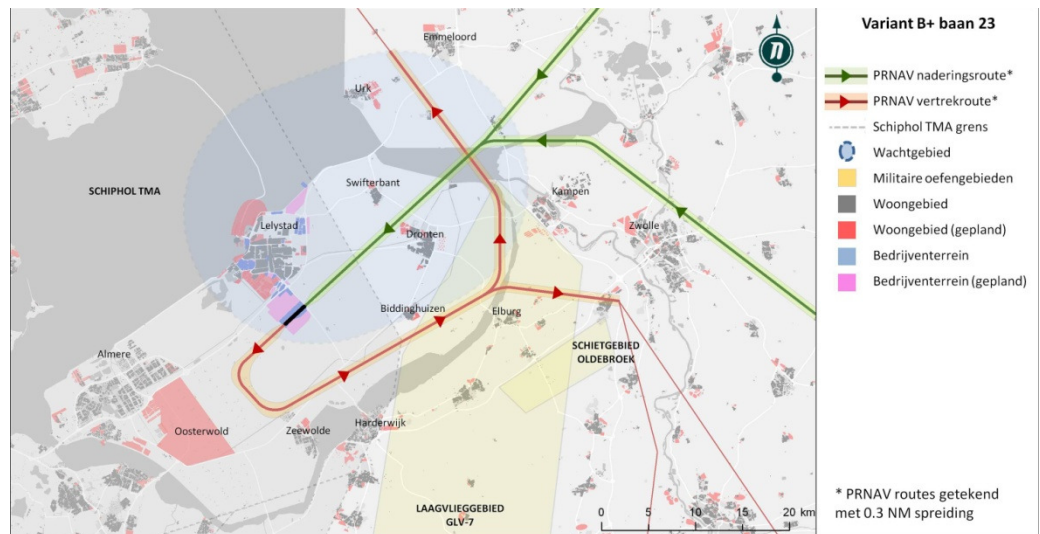 Variant B+ baan 23
PRNAV naderingsroute*
PRNAV vertrekroute*
Schiphol TMA grens
Wachtgebied
Militaire oefengebieden
Woongebied
Woongebied (gepland)
Bedrijventerrein
Bedrijventerrein (gepland)
* PRNAV routes getekend
met 0.3 NM spreiding
Emmeloord
Urk
SCHIPHOL TMA
Swifterbant
Kampen
Lelystad
Dronten
Zwolle
Biddinghuizen
Elburg
Almere
SCHIETGEBIED
OLDEBROEK
Oosterwold
Zeewolde
Harderwijk
LAAGVLIEGGEBIED
GLV-7
0 5 10 15 20 km